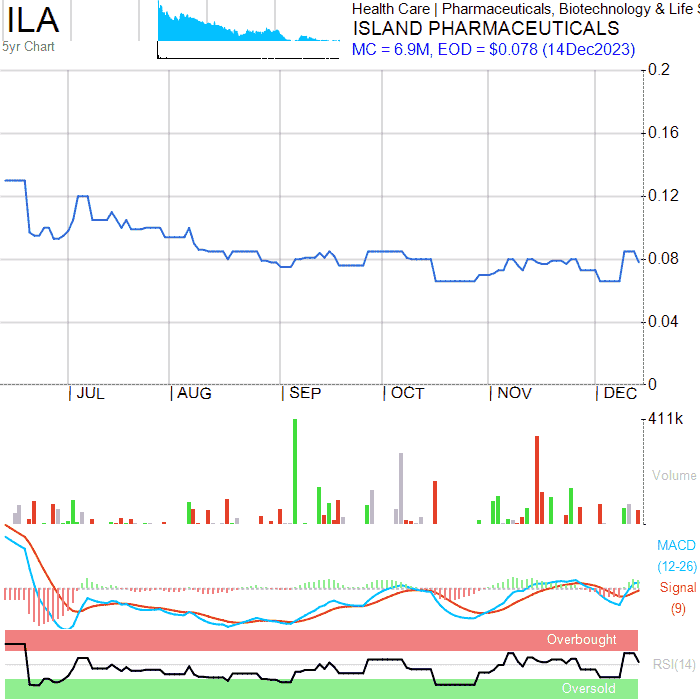 ILA
5yr Chart
Health Care | Pharmaceuticals, Biotechnology & Life S
ISLAND PHARMACEUTICALS
MC = 6.9M, EOD = $0.078 (14Dec2023)
0.2
0.16
0.12
0.08
0.04
0
JUL AUG SEP OCT NOV DEC
411k
Volume
MACD
(12-26)
Signal
(9)
Overbought
RSI(14)
Oversold